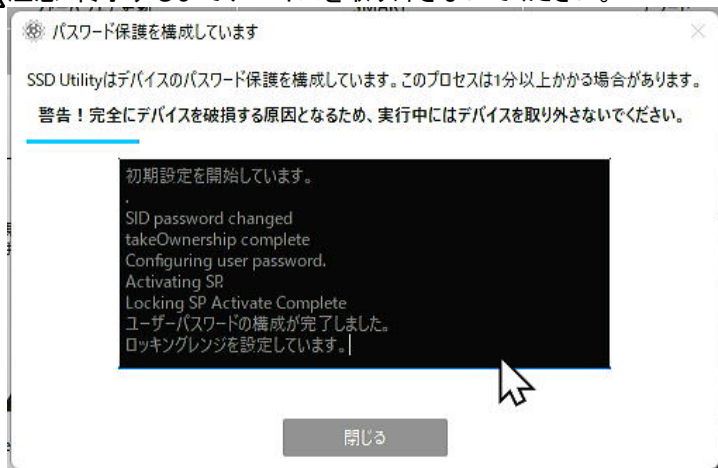 パスワード保護を構成しています
SSD Utilityはデバイスのパスワード保護を構成しています。このプロセスは1分以上かかる場合があります。
警告！完全にデバイスを破損する原因となるため、実行中にはデバイスを取り外さないでください。
初期設定を開始しています。
.
SID password changed
takeOwnership complete
Configuring user password.
Activating SP.
Locking SP Activate Complete
ユーザーパスワードの構成が完了しました。
ロッキングレンジを設定しています。
閉じる